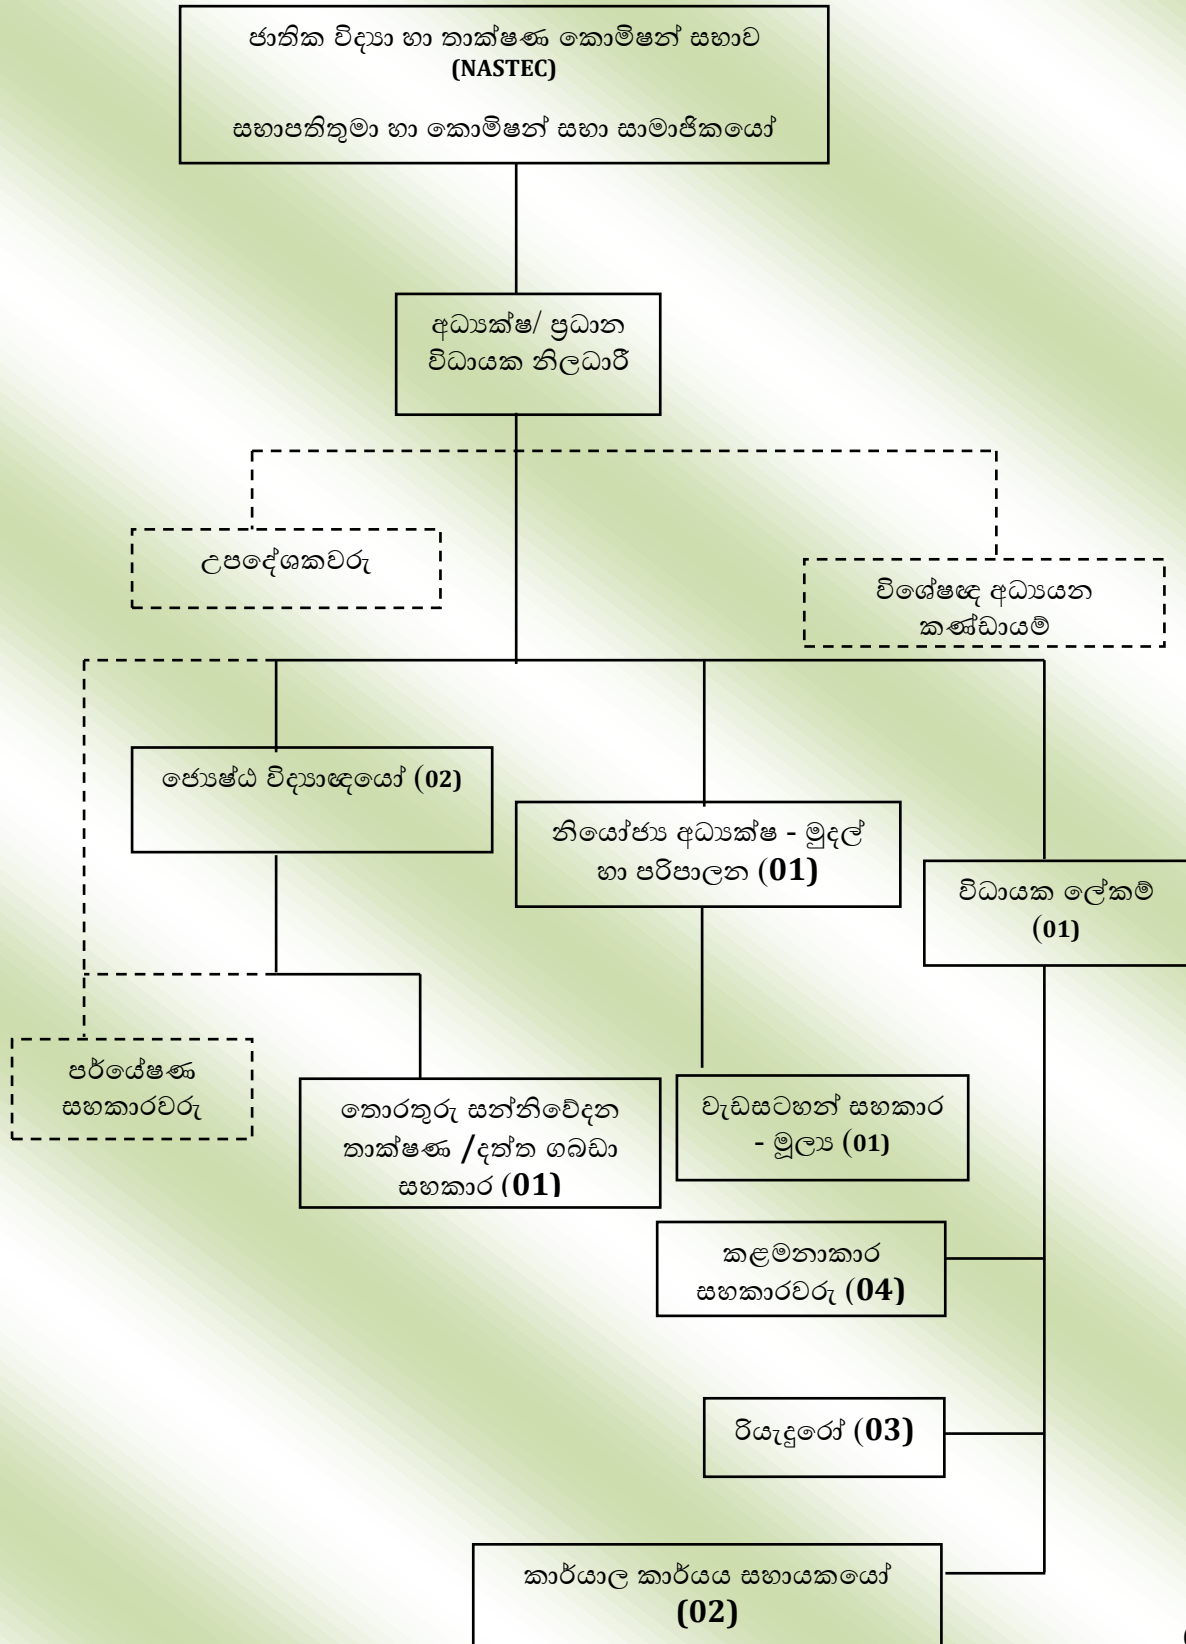 ජාතික විද්‍යා හා තාක්ෂණ කොමිෂන් සභාව
(NASTEC)
සභාපතිතුමා හා කොමිෂන් සභා සාමාජිකයෝ
අධ්‍යක්ෂ/ ප්‍රධාන
විධායක නිලධාරී
උපදේශකවරු
විශේෂඥ අධ්‍යයන
කණ්ඩායම්
ජ්‍යෙෂ්ඨ විද්‍යාඥයෝ (02)
නියෝජ්‍ය අධ්‍යක්ෂ - මුදල්
හා පරිපාලන (01)
විධායක ලේකම්
(01)
පර්යේෂණ
සහකාරවරු
තොරතුරු සන්නිවේදන
තාක්ෂණ /දත්ත ගබඩා
සහකාර (01)
වැඩසටහන් සහකාර
- මූල්‍ය (01)
කළමනාකාර
සහකාරවරු (04)
රියැදුරෝ (03)
කාර්යාල කාර්යය සහායකයෝ
(02)